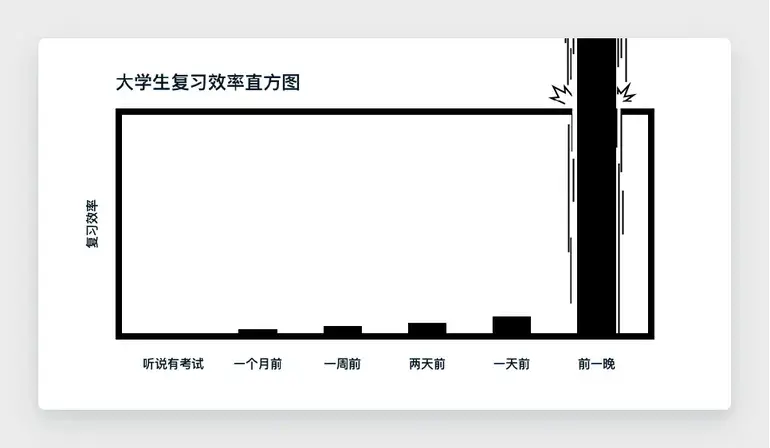 大学生复习效率直方图
复习效率
听说有考试
一个月前
一周前
两天前
一天前
前一晚